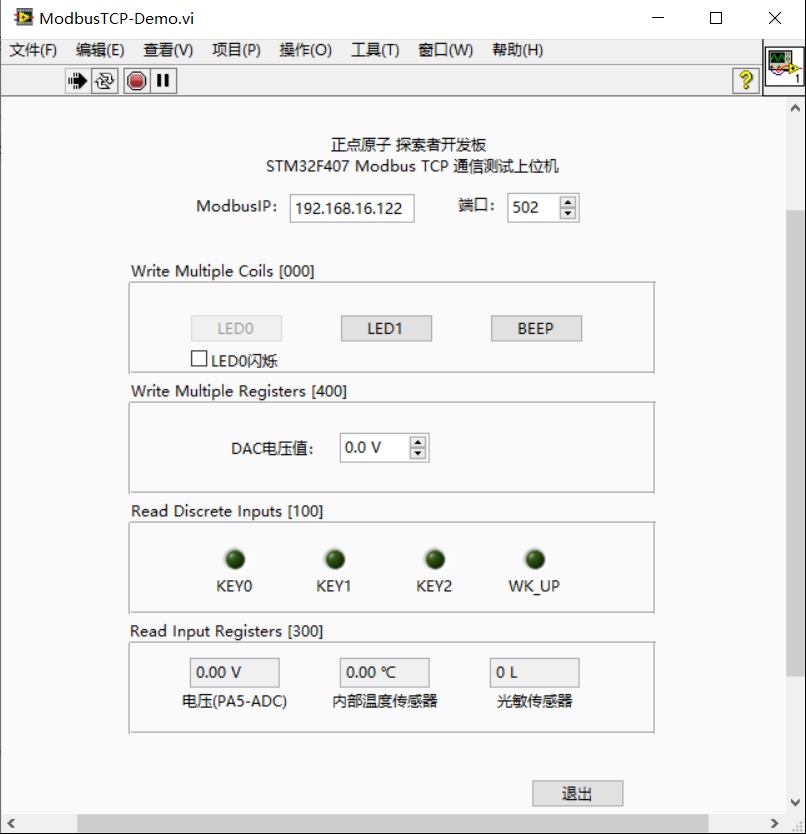 ModbusTCP-Demo.vi
文件(F) 编辑(E) 查看(V) 项目(P) 操作(O) 工具(T) 窗口(W) 帮助(H)
?
1
正点原子 探索者开发板
STM32F407 Modbus TCP 通信测试上位机
ModbusIP: 192.168.16.122 端口: 502
Write Multiple Coils [000]
LED0 LED1 BEEP
LED0闪烁
Write Multiple Registers [400]
DAC电压值: 0.0 V
Read Discrete Inputs [100]
KEY0 KEY1 KEY2 WK_UP
Read Input Registers [300]
0.00 V 0.00 ℃ 0 L
电压(PA5-ADC) 内部温度传感器 光敏传感器
退出